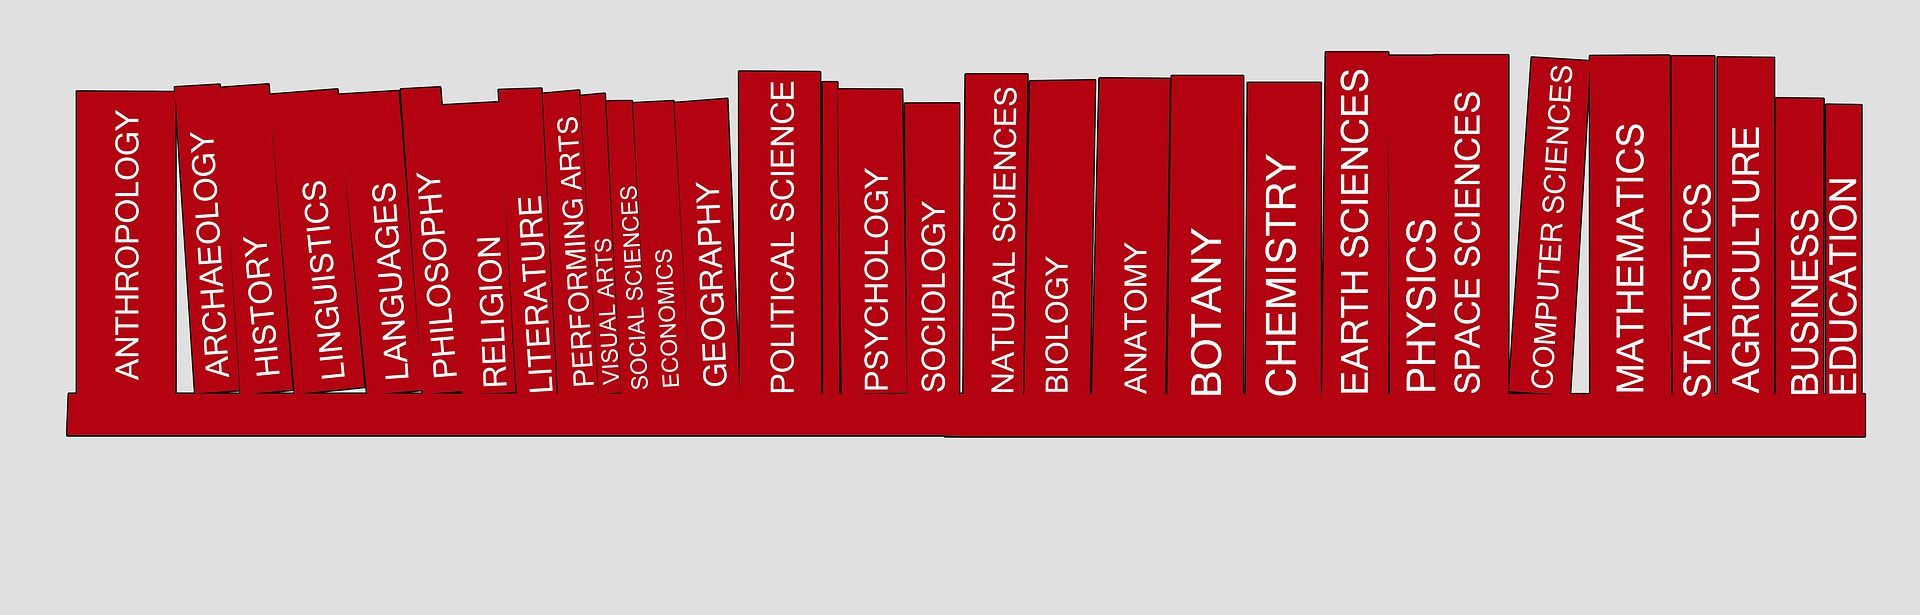 ANTHROPOLOGY
ARCHAEOLOGY
HISTORY
LINGUISTICS
LANGUAGES
PHILOSOPHY
RELIGION
LITERATURE
PERFORMING ARTS
VISUAL ARTS
SOCIAL SCIENCES
ECONOMICS
GEOGRAPHY
POLITICAL SCIENCE
PSYCHOLOGY
SOCIOLOGY
NATURAL SCIENCES
BIOLOGY
ANATOMY
BOTANY
CHEMISTRY
EARTH SCIENCES
PHYSICS
SPACE SCIENCES
COMPUTER SCIENCES
MATHEMATICS
STATISTICS
AGRICULTURE
BUSINESS
EDUCATION